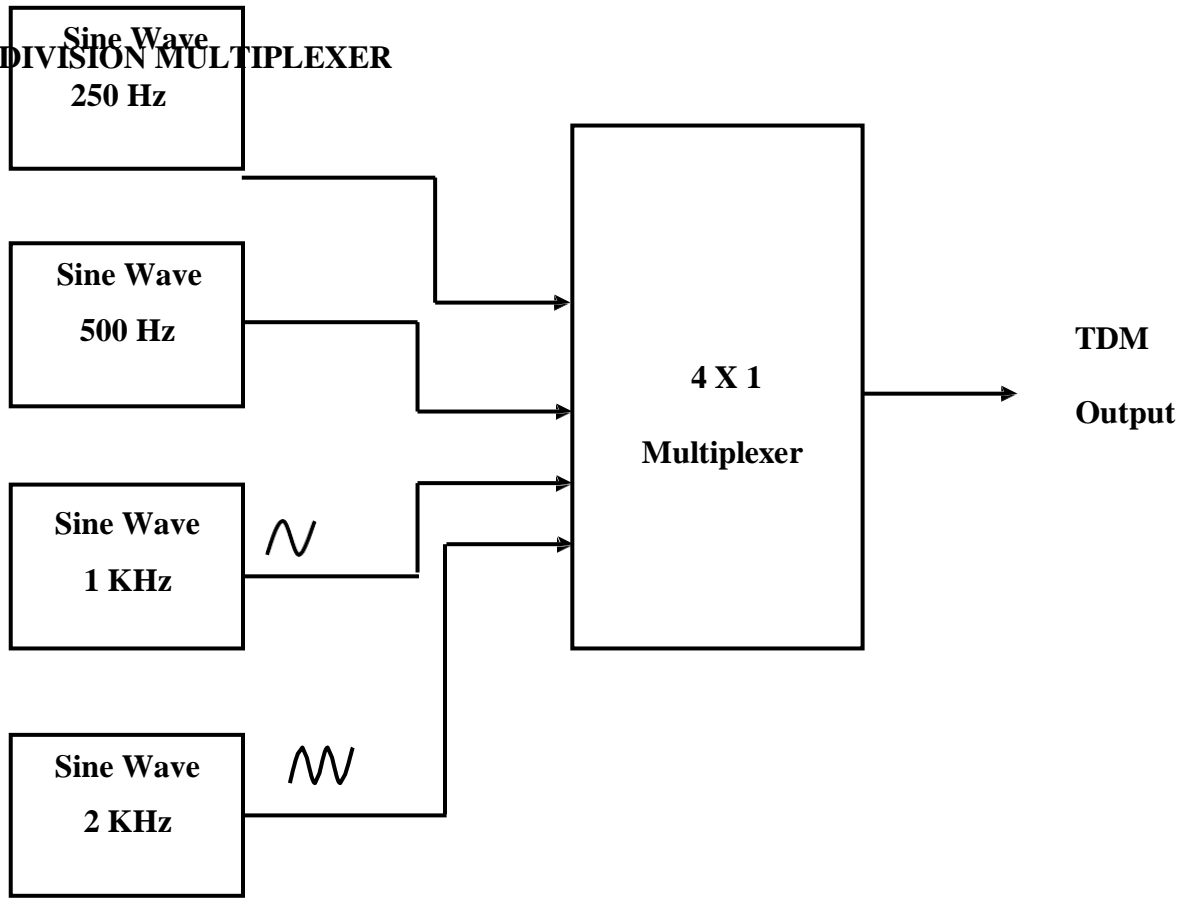 Sine Wave
DIVISION MULTIPLEXER
250 Hz
Sine Wave
500 Hz
TDM
4 X 1
Output
Multiplexer
Sine Wave
1 KHz
Sine Wave
2 KHz